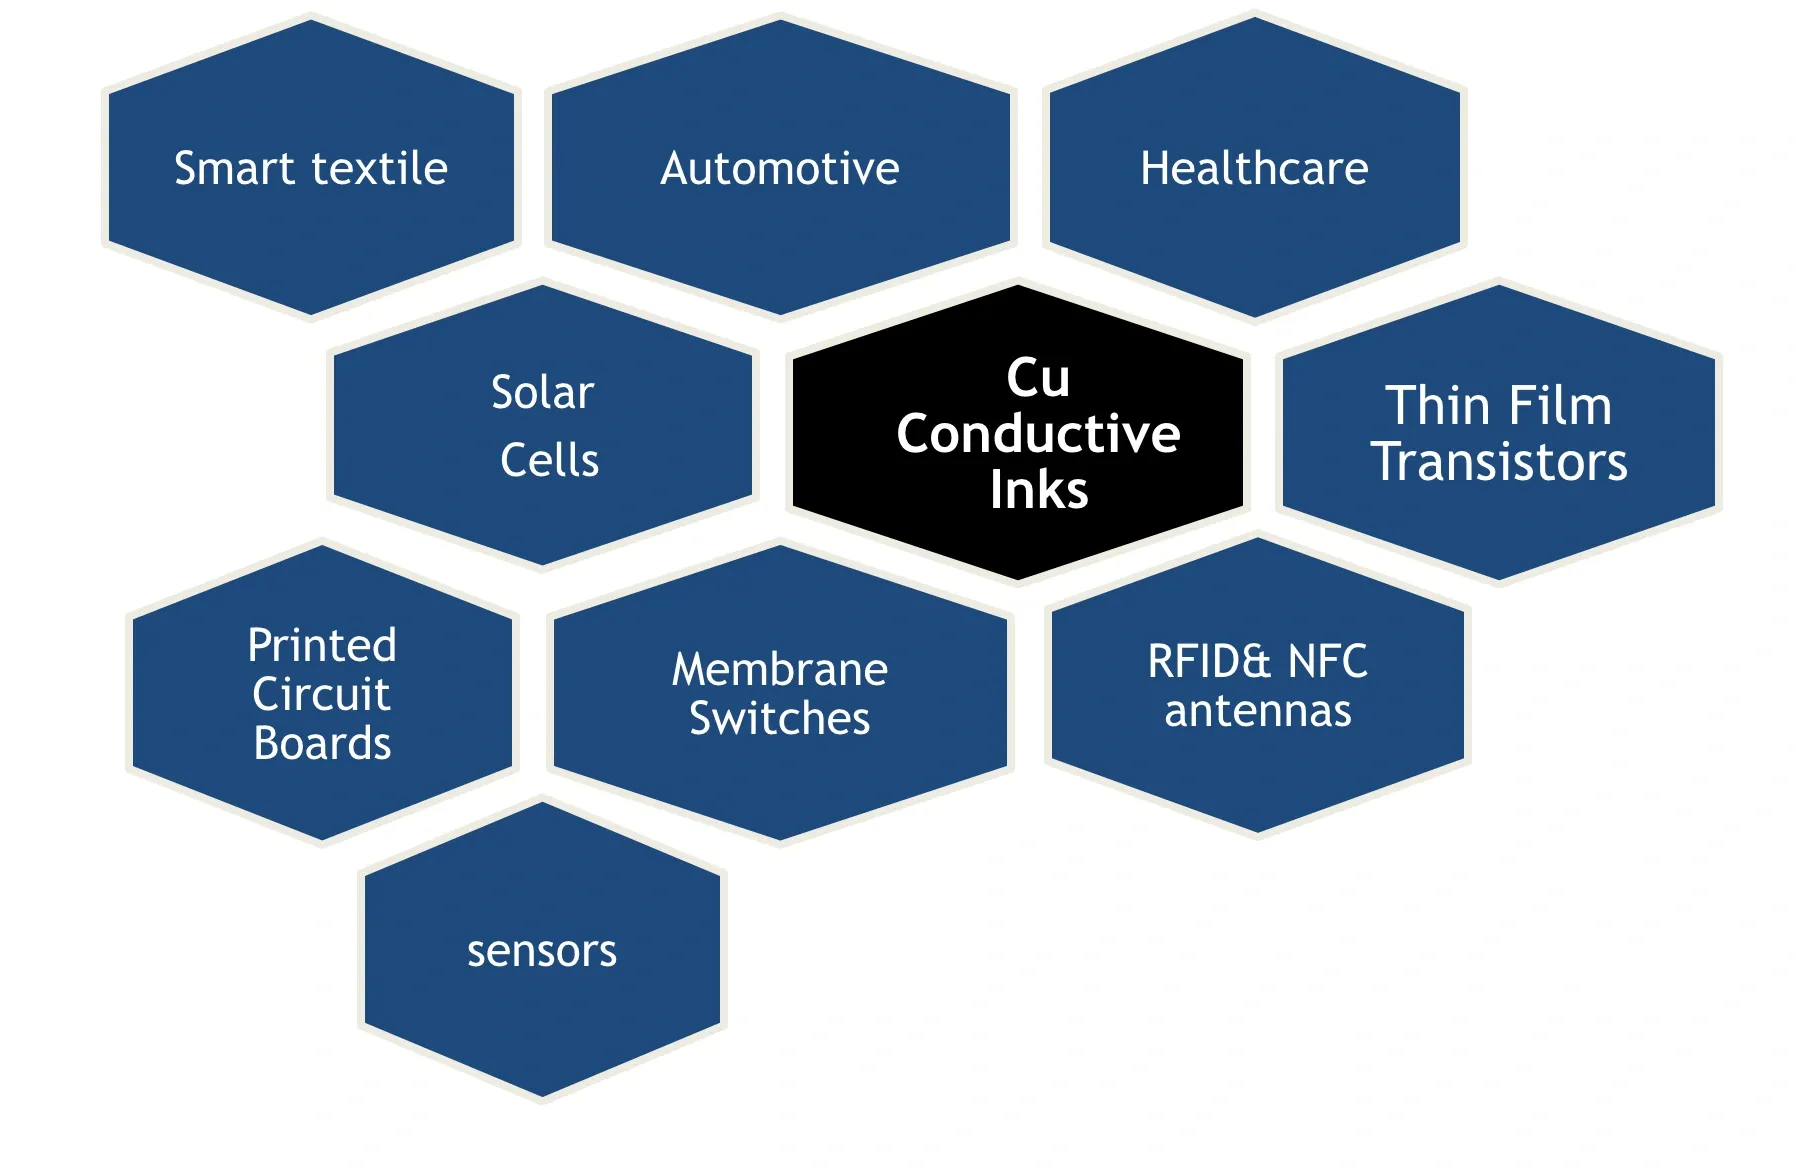 Smart textile
Automotive
Healthcare
Solar
Cells
Cu
Conductive
Inks
Thin Film
Transistors
Printed
Circuit
Boards
Membrane
Switches
RFID& NFC
antennas
sensors